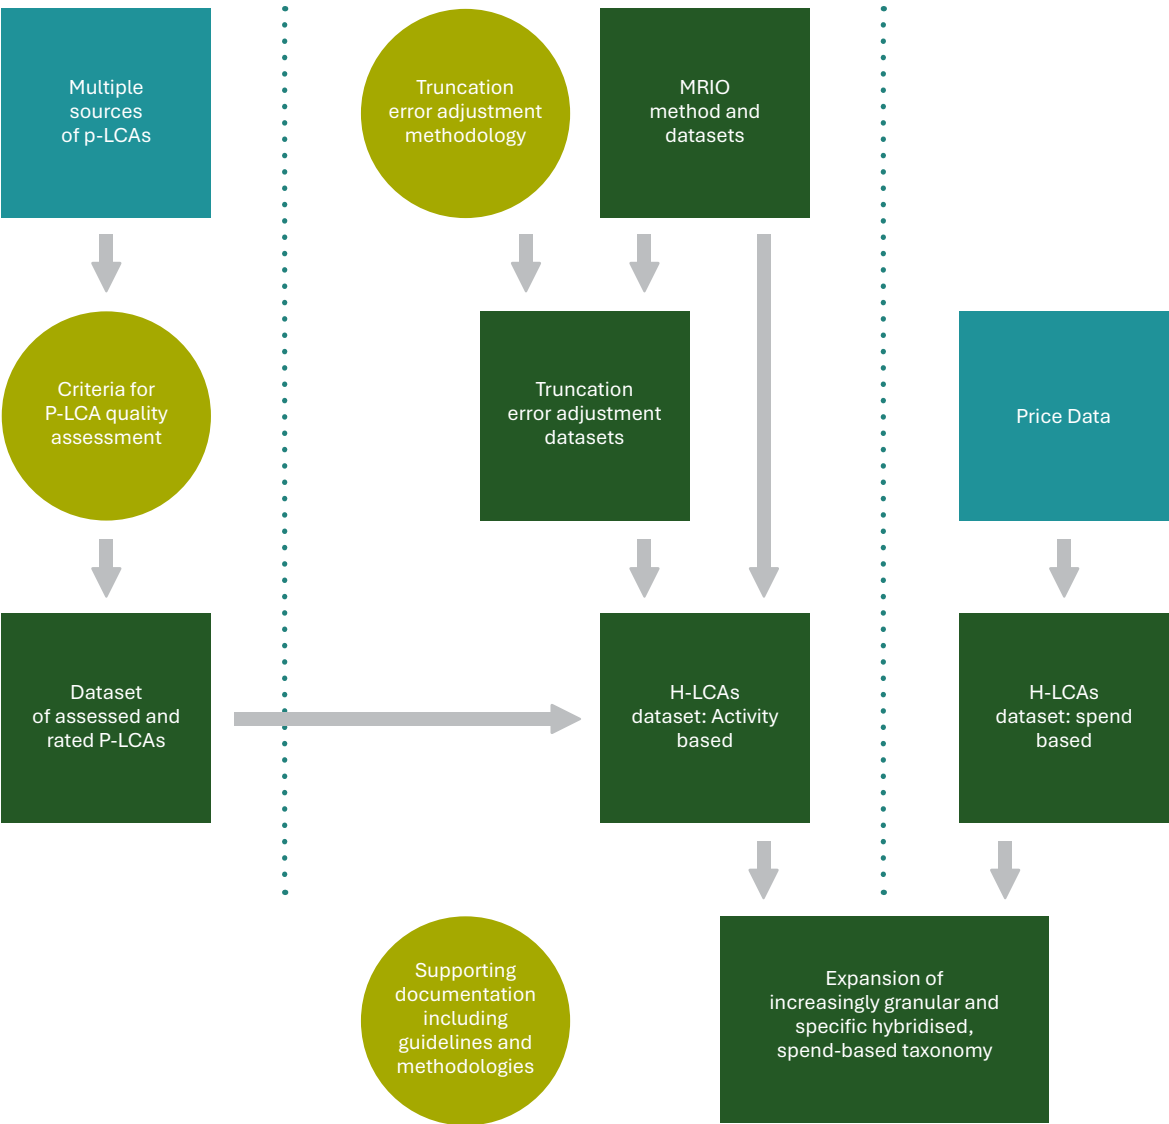 Multiple
sources
of p-LCAs
Truncation
error adjustment
methodology
MRIO
method and
datasets
Criteria for
P-LCA quality
assessment
Truncation
error adjustment
datasets
Price Data
Dataset
of assessed and
rated P-LCAs
H-LCAs
dataset: Activity
based
H-LCAs
dataset: spend
based
Supporting
documentation
including
guidelines and
methodologies
Expansion of
increasingly granular and
specific hybridised,
spend-based taxonomy